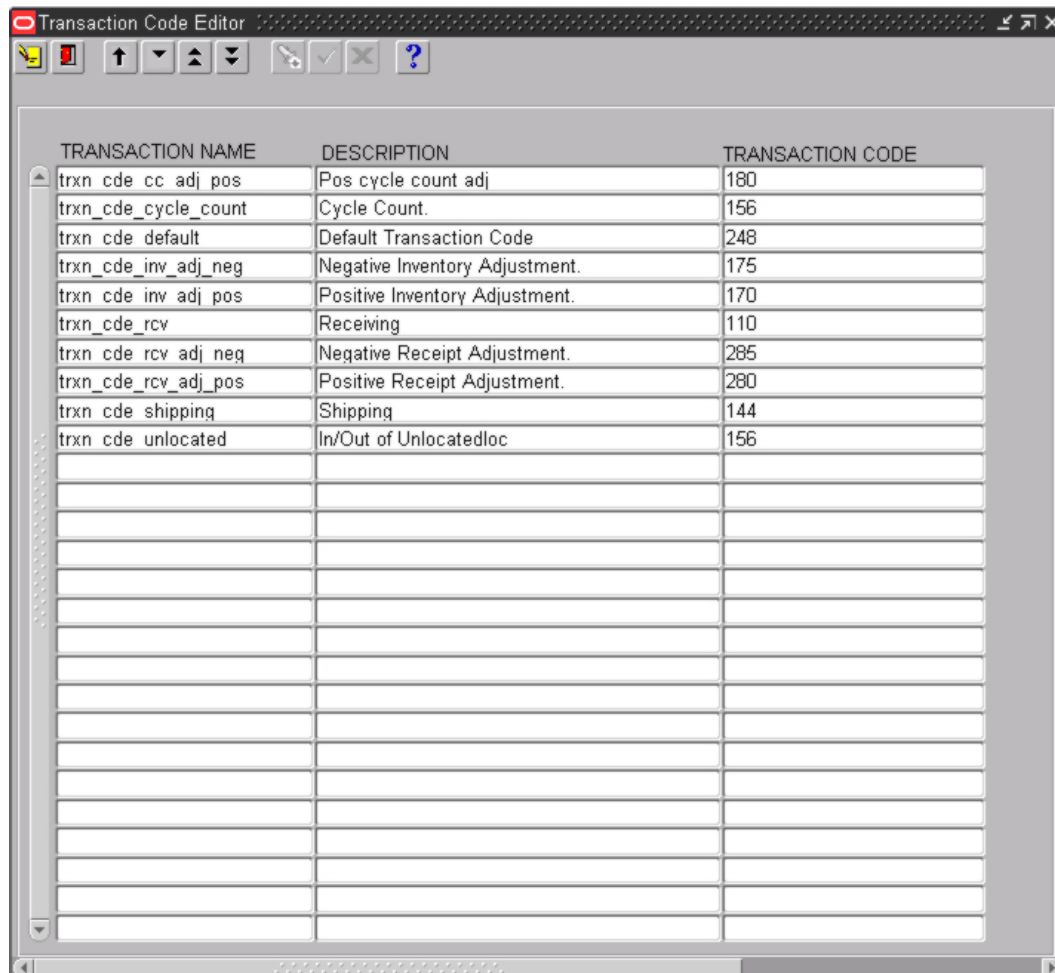 Transaction Code Editor
?
TRANSACTION NAME DESCRIPTION TRANSACTION CODE
trxn_cde_cc_adj_pos Pos cycle count adj 180
trxn_cde_cycle_count Cycle Count. 156
trxn_cde_default Default Transaction Code 248
trxn_cde_inv_adj_neg Negative Inventory Adjustment. 175
trxn_cde_inv_adj_pos Positive Inventory Adjustment. 170
trxn_cde_rcv Receiving 110
trxn_cde_rcv_adj_neg Negative Receipt Adjustment. 285
trxn_cde_rcv_adj_pos Positive Receipt Adjustment. 280
trxn_cde_shipping Shipping 144
trxn_cde_unlocated In/Out of Unlocatedloc 156